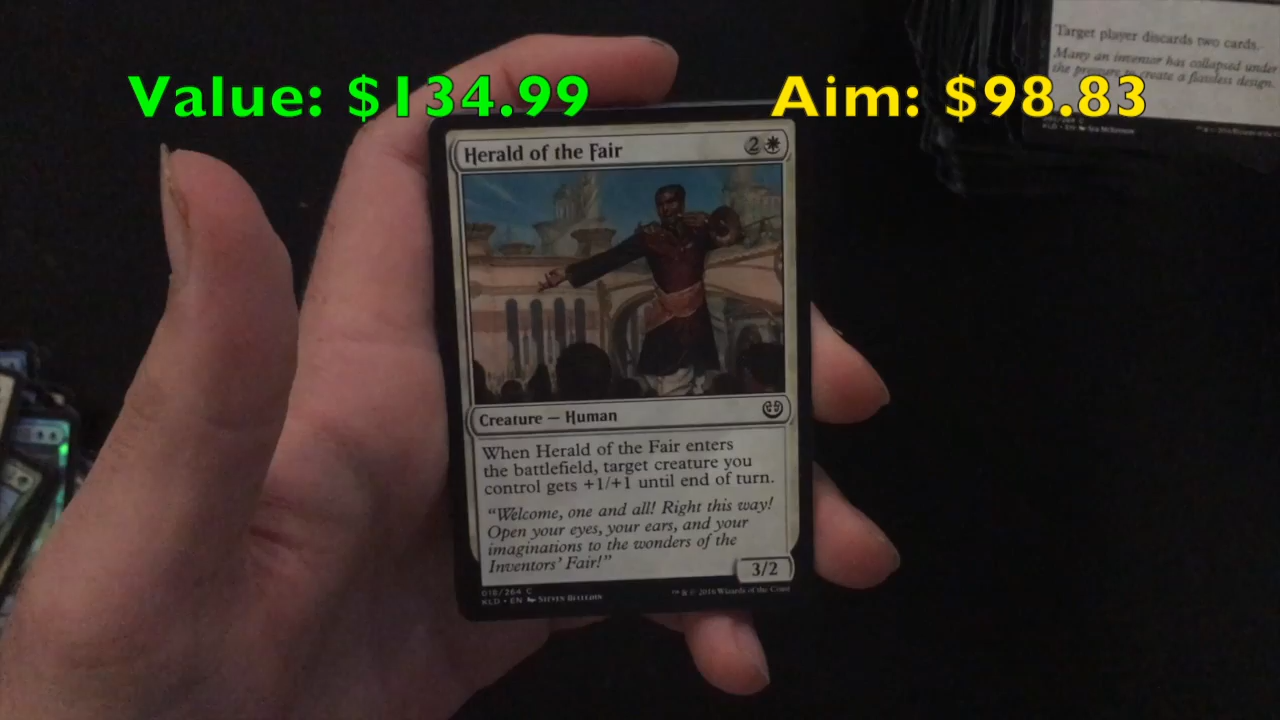 Value: $134.99
Aim: $98.83
Target player discards two cards.
Many an inventor has collapsed under
the pressure to create a flawless design.
Herald of the Fair
2
Creature — Human
When Herald of the Fair enters
the battlefield, target creature you
control gets +1/+1 until end of turn.
“Welcome, one and all! Right this way!
Open your eyes, your ears, and your
imaginations to the wonders of the
Inventors’ Fair!”
3/2
018/264 C
KLD • EN Steven Belledin
™ & © 2016 Wizards of the Coast